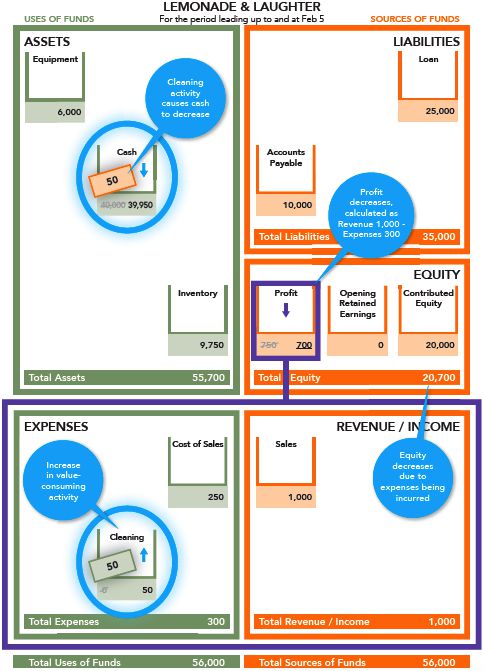 LEMONADE & LAUGHTER
USES OF FUNDS
For the period leading up to and at Feb 5
SOURCES OF FUNDS
ASSETS
Equipment
6,000
Cleaning
activity
causes cash
to decrease
Cash
50
40,000 39,950
Inventory
9,750
Total Assets 55,700
LIABILITIES
Loan
25,000
Accounts
Payable
10,000
Profit
decreases,
calculated as
Revenue 1,000 -
Expenses 300
Total Liabilities 35,000
EQUITY
Profit
750 700
Opening
Retained
Earnings
0
Contributed
Equity
20,000
Total Equity 20,700
EXPENSES
Cost of Sales
250
Increase
in value-
consuming
activity
Cleaning
50
0 50
Total Expenses 300
REVENUE / INCOME
Sales
1,000
Equity
decreases
due to
expenses being
incurred
Total Revenue / Income 1,000
Total Uses of Funds 56,000
Total Sources of Funds 56,000